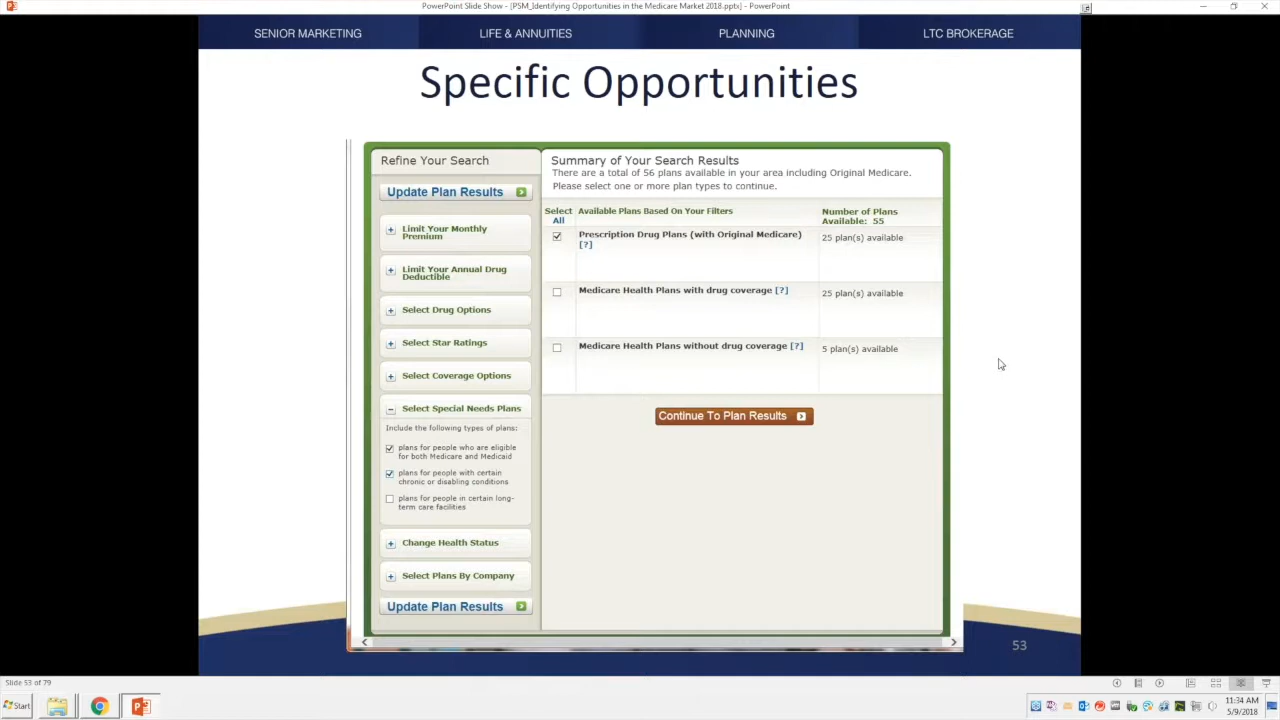 PowerPoint Slide Show - [PSM_Identifying Opportunities in the Medicare Market 2018.pptx] - PowerPoint
SENIOR MARKETING
LIFE & ANNUITIES
PLANNING
LTC BROKERAGE
Specific Opportunities
Refine Your Search
Update Plan Results
Limit Your Monthly
Premium
Limit Your Annual Drug
Deductible
Select Drug Options
Select Star Ratings
Select Coverage Options
Select Special Needs Plans
Include the following types of plans:
plans for people who are eligible
for both Medicare and Medicaid
plans for people with certain
chronic or disabling conditions
plans for people in certain long-
term care facilities
Change Health Status
Select Plans By Company
Update Plan Results
Summary of Your Search Results
There are a total of 56 plans available in your area including Original Medicare.
Please select one or more plan types to continue.
Select
All
Available Plans Based On Your Filters
Number of Plans
Available: 55
Prescription Drug Plans (with Original Medicare)
[?]
25 plan(s) available
Medicare Health Plans with drug coverage [?]
25 plan(s) available
Medicare Health Plans without drug coverage [?]
5 plan(s) available
Continue To Plan Results
53
Slide 53 of 79
Start
11:34 AM
5/9/2018